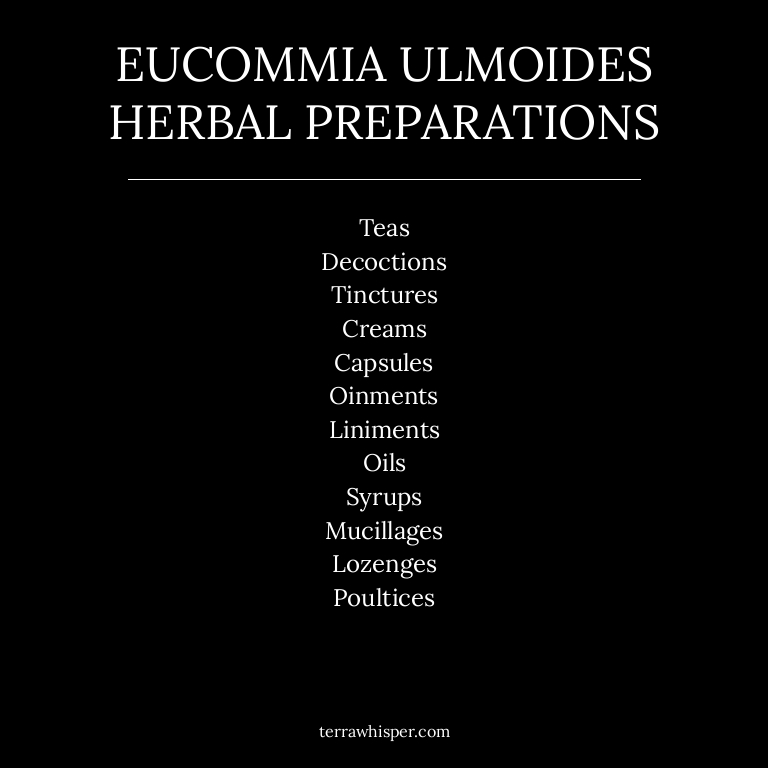 EUCOMMIA ULMOIDES
HERBAL PREPARATIONS
Teas
Decoctions
Tinctures
Creams
Capsules
Oinments
Liniments
Oils
Syrups
Mucillages
Lozenges
Poultices
terrawhisper.com